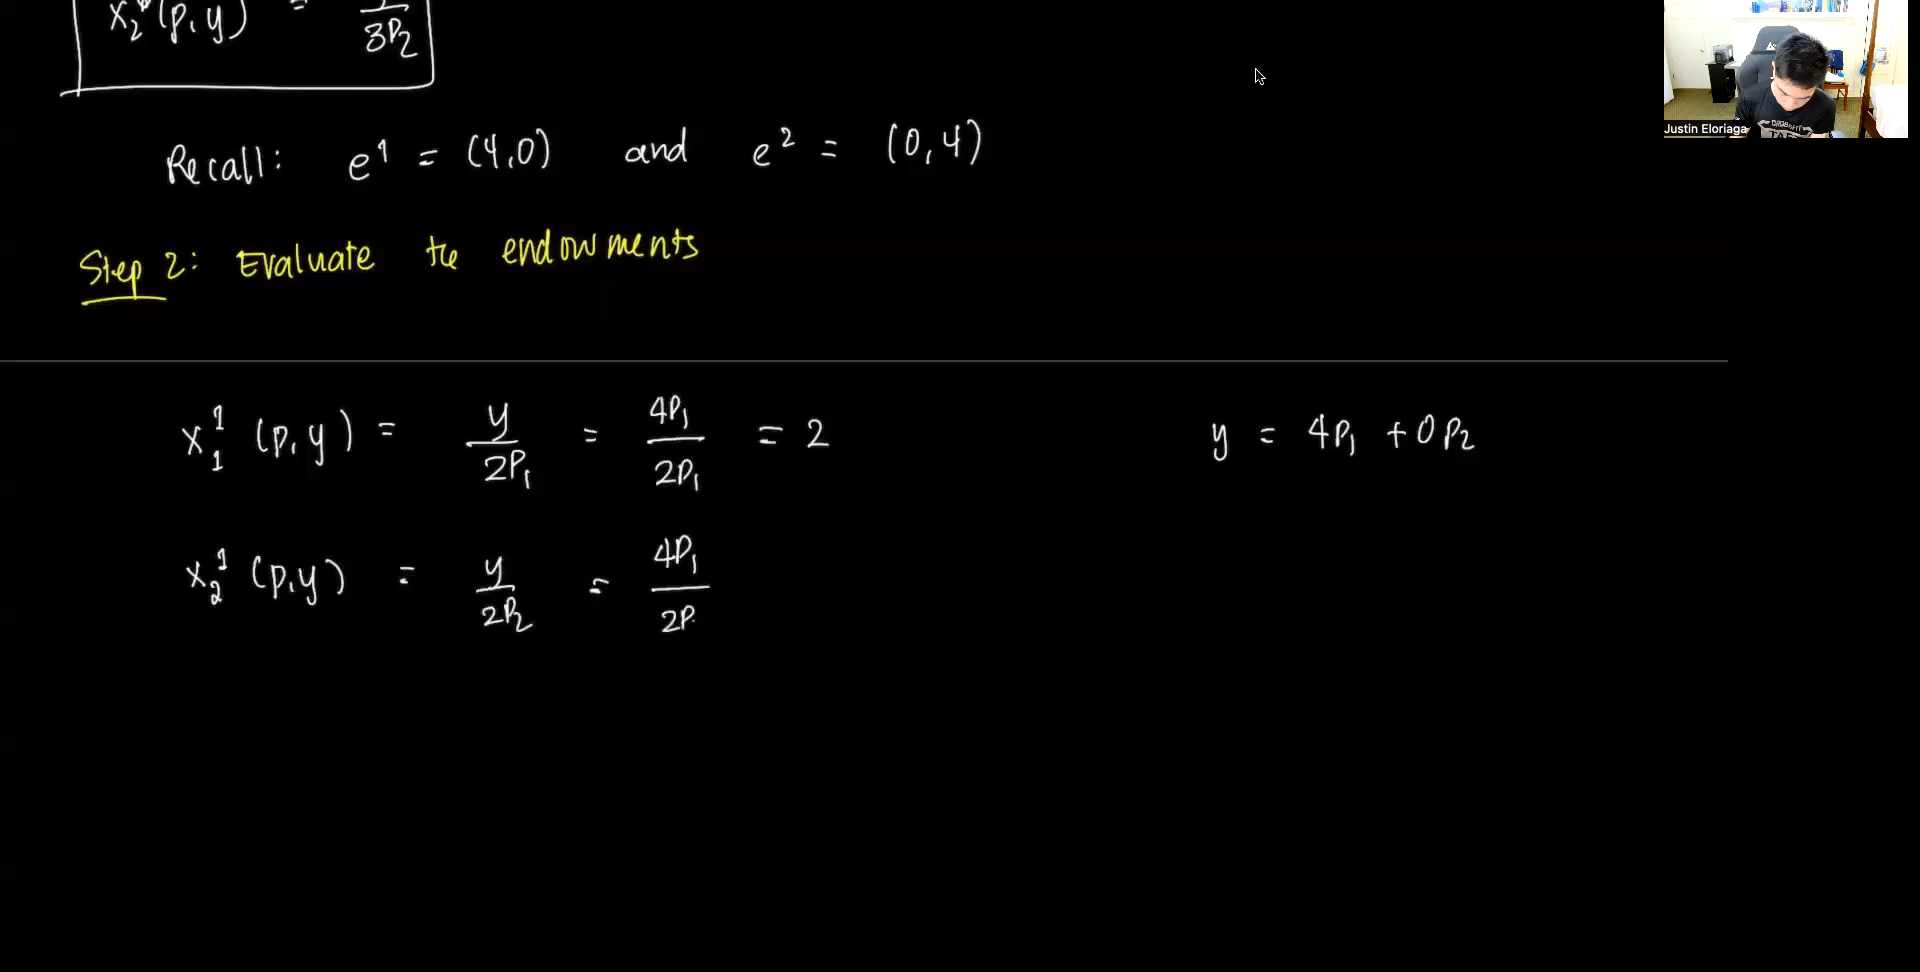 x₂²(p,y) = y/3P₂
Recall: e¹ = (4,0) and e² = (0,4)
Step 2: Evaluate the endowments
x₁¹(p,y) = y/2P₁ = 4P₁/2P₁ = 2
y = 4P₁ + 0P₂
x₂¹(p,y) = y/2P₂ = 4P₁/2P
Justin Eloriaga